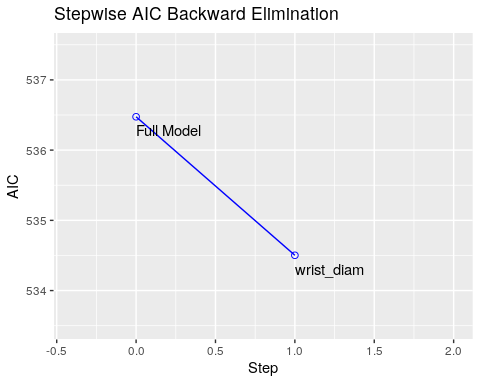 Stepwise AIC Backward Elimination
537
536
535
534
AIC
Full Model
wrist_diam
-0.5 0.0 0.5 1.0 1.5 2.0
Step